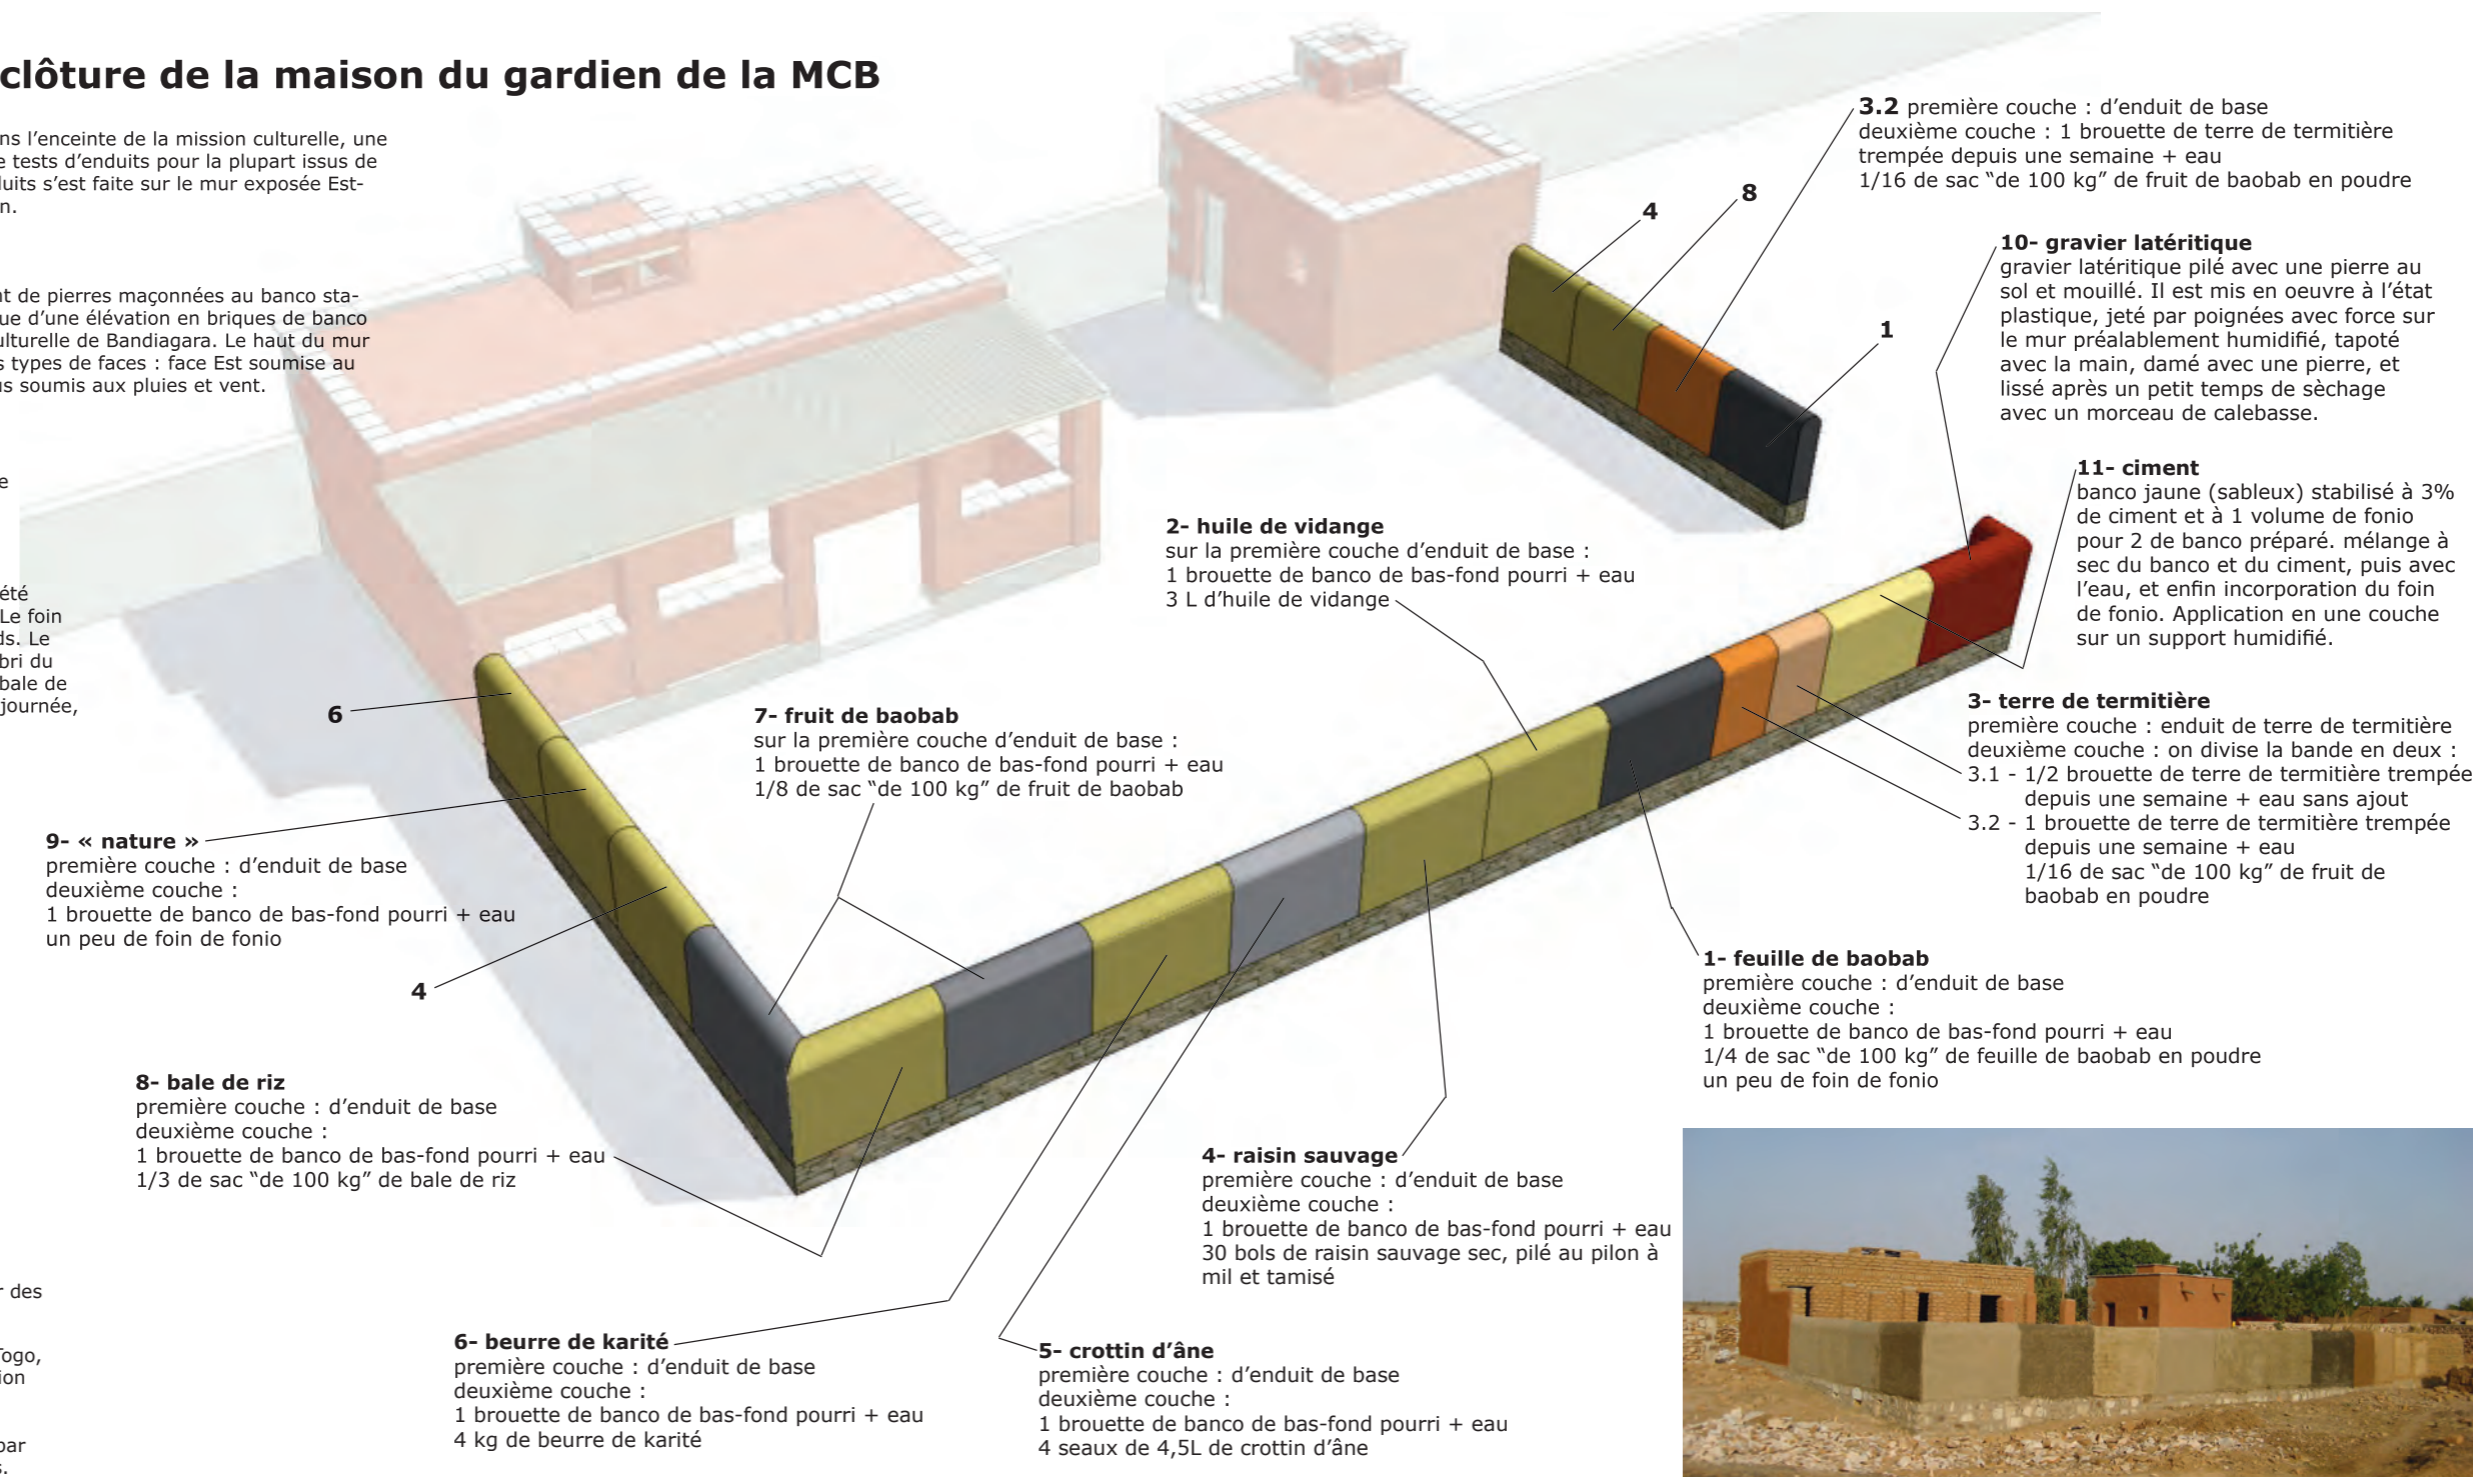 clôture de la maison du gardien de la MCB
ns l’enceinte de la mission culturelle, une
e tests d’enduits pour la plupart issus de
duits s’est faite sur le mur exposée Est-
n.
nt de pierres maçonnées au banco sta-
ue d’une élévation en briques de banco
ulturelle de Bandiagara. Le haut du mur
s types de faces : face Est soumise au
us soumis aux pluies et vent.
e
été
Le foin
ds. Le
bri du
bale de
journée,
r des
Togo,
ion
par
s.
3.2 première couche : d’enduit de base
deuxième couche : 1 brouette de terre de termitière
trempée depuis une semaine + eau
1/16 de sac “de 100 kg” de fruit de baobab en poudre
4
8
1
10- gravier latéritique
gravier latéritique pilé avec une pierre au
sol et mouillé. Il est mis en oeuvre à l’état
plastique, jeté par poignées avec force sur
le mur préalablement humidifié, tapoté
avec la main, damé avec une pierre, et
lissé après un petit temps de sèchage
avec un morceau de calebasse.
11- ciment
banco jaune (sableux) stabilisé à 3%
de ciment et à 1 volume de fonio
pour 2 de banco préparé. mélange à
sec du banco et du ciment, puis avec
l’eau, et enfin incorporation du foin
de fonio. Application en une couche
sur un support humidifié.
2- huile de vidange
sur la première couche d’enduit de base :
1 brouette de banco de bas-fond pourri + eau
3 L d’huile de vidange
3- terre de termitière
première couche : enduit de terre de termitière
deuxième couche : on divise la bande en deux :
3.1 - 1/2 brouette de terre de termitière trempée
depuis une semaine + eau sans ajout
3.2 - 1 brouette de terre de termitière trempée
depuis une semaine + eau
1/16 de sac “de 100 kg” de fruit de
baobab en poudre
6
7- fruit de baobab
sur la première couche d’enduit de base :
1 brouette de banco de bas-fond pourri + eau
1/8 de sac “de 100 kg” de fruit de baobab
9- « nature »
première couche : d’enduit de base
deuxième couche :
1 brouette de banco de bas-fond pourri + eau
un peu de foin de fonio
4
1- feuille de baobab
première couche : d’enduit de base
deuxième couche :
1 brouette de banco de bas-fond pourri + eau
1/4 de sac “de 100 kg” de feuille de baobab en poudre
un peu de foin de fonio
8- bale de riz
première couche : d’enduit de base
deuxième couche :
1 brouette de banco de bas-fond pourri + eau
1/3 de sac “de 100 kg” de bale de riz
4- raisin sauvage
première couche : d’enduit de base
deuxième couche :
1 brouette de banco de bas-fond pourri + eau
30 bols de raisin sauvage sec, pilé au pilon à
mil et tamisé
6- beurre de karité
première couche : d’enduit de base
deuxième couche :
1 brouette de banco de bas-fond pourri + eau
4 kg de beurre de karité
5- crottin d’âne
première couche : d’enduit de base
deuxième couche :
1 brouette de banco de bas-fond pourri + eau
4 seaux de 4,5L de crottin d’âne